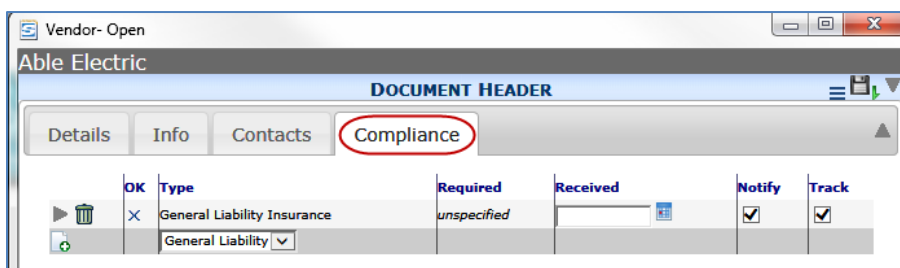 Vendor- Open
Able Electric
DOCUMENT HEADER
Details Info Contacts Compliance
OK Type Required Received Notify Track
General Liability Insurance unspecified
General Liability